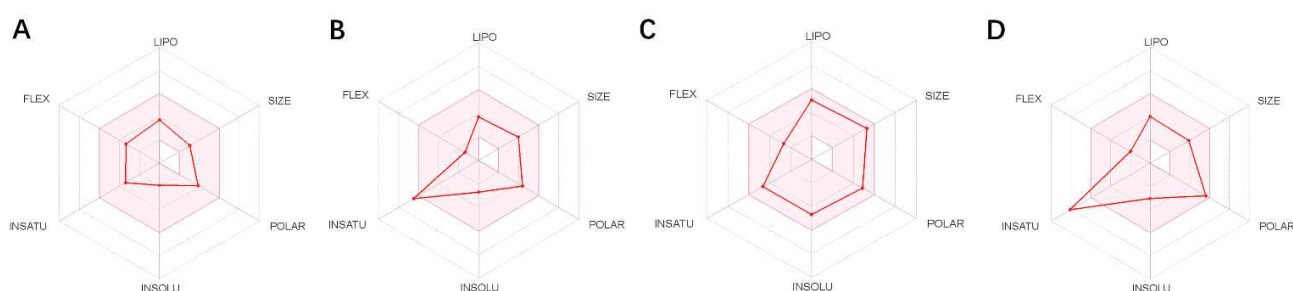 A
LIPO
FLEX
SIZE
INSATU
POLAR
INSOLU
B
LIPO
FLEX
SIZE
INSATU
POLAR
INSOLU
C
LIPO
FLEX
SIZE
INSATU
POLAR
INSOLU
D
LIPO
FLEX
SIZE
INSATU
POLAR
INSOLU